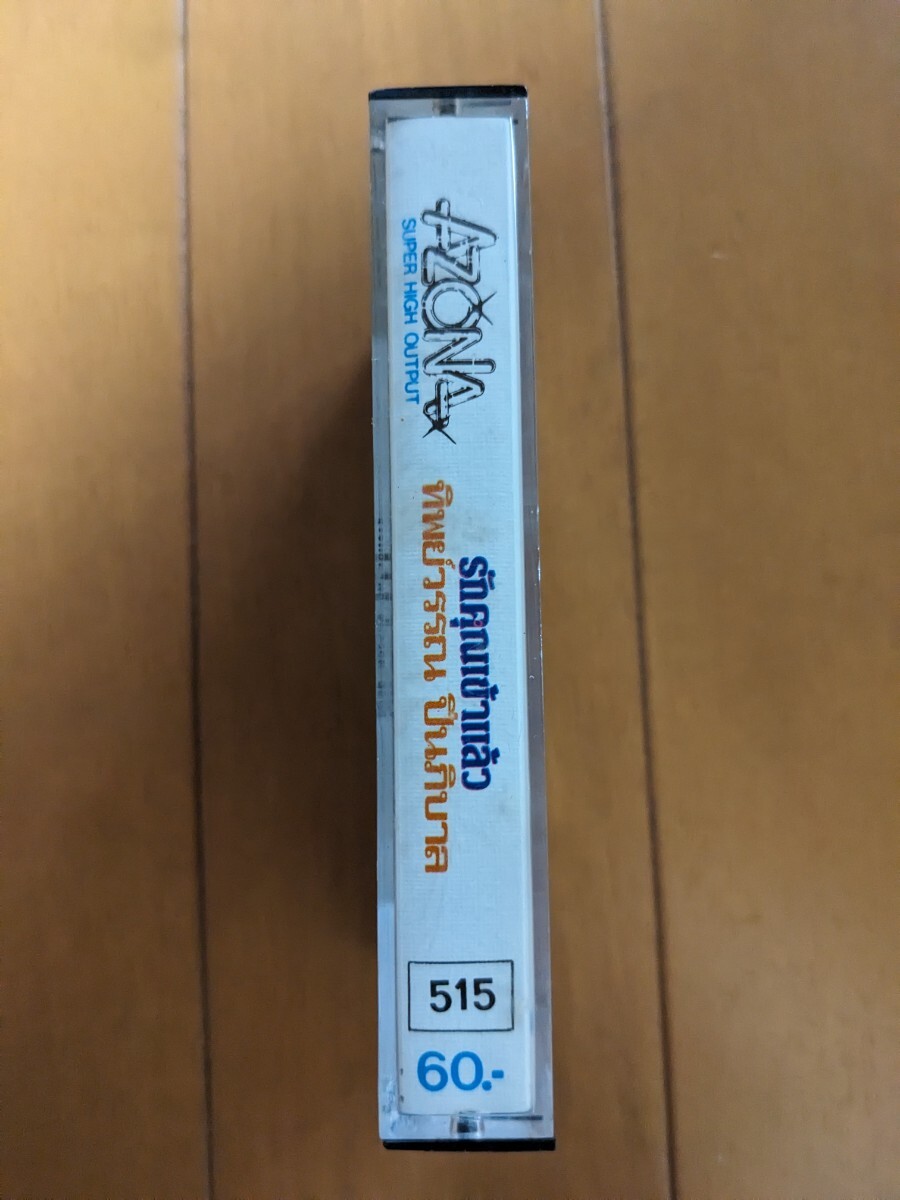 AZONA
SUPER HIGH OUTPUT
รักคุณเข้าแล้ว
ทิพย์วรรณ ปิ่นภิบาล
515
60.-